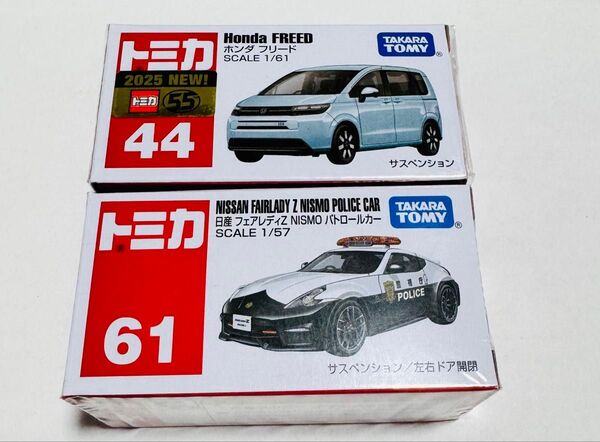 トミカ
2025 NEW!
トミカ 55
44
Honda FREED
ホンダ フリード
SCALE 1/61
TAKARA
TOMY
®
サスペンション
トミカ
61
NISSAN FAIRLADY Z NISMO POLICE CAR
日産 フェアレディZ NISMO パトロールカー
SCALE 1/57
TAKARA
TOMY
®
警視庁
POLICE
サスペンション/左右ドア開閉